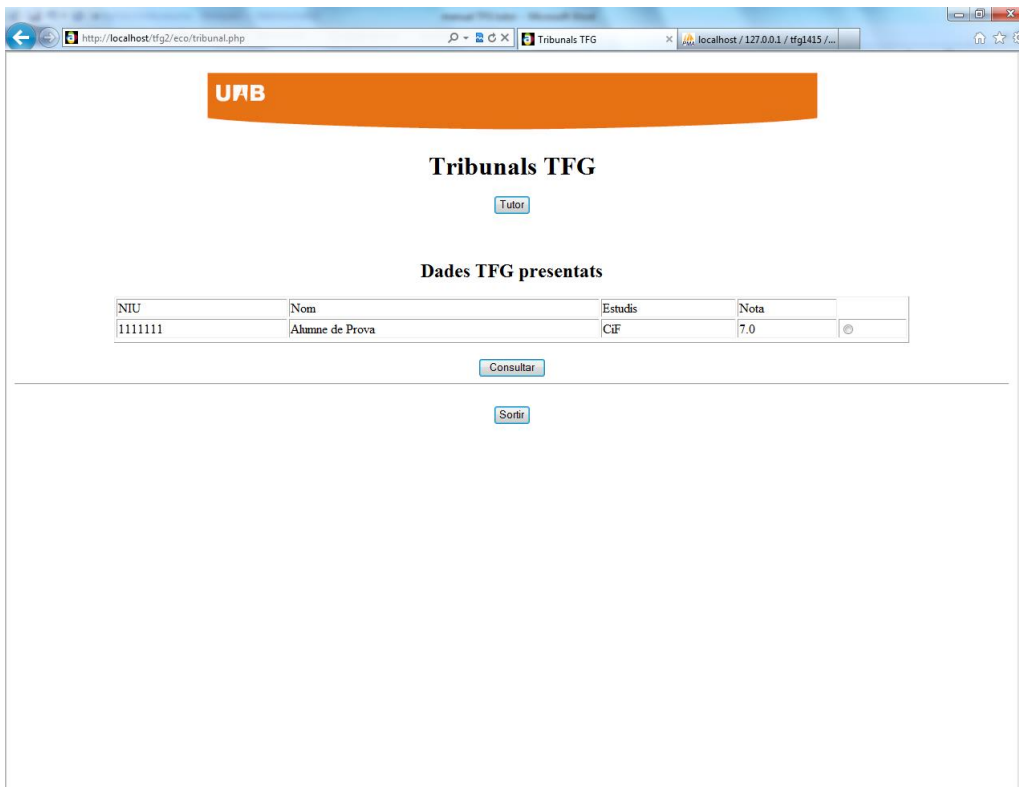 http://localhost/tfg2/eco/tribunal.php
Tribunals TFG
localhost / 127.0.0.1 / tfg1415 /...
UAB
Tribunals TFG
Tutor
Dades TFG presentats
NIU Nom Estudis Nota
1111111 Alumne de Prova CiF 7.0
Consultar
Sortir